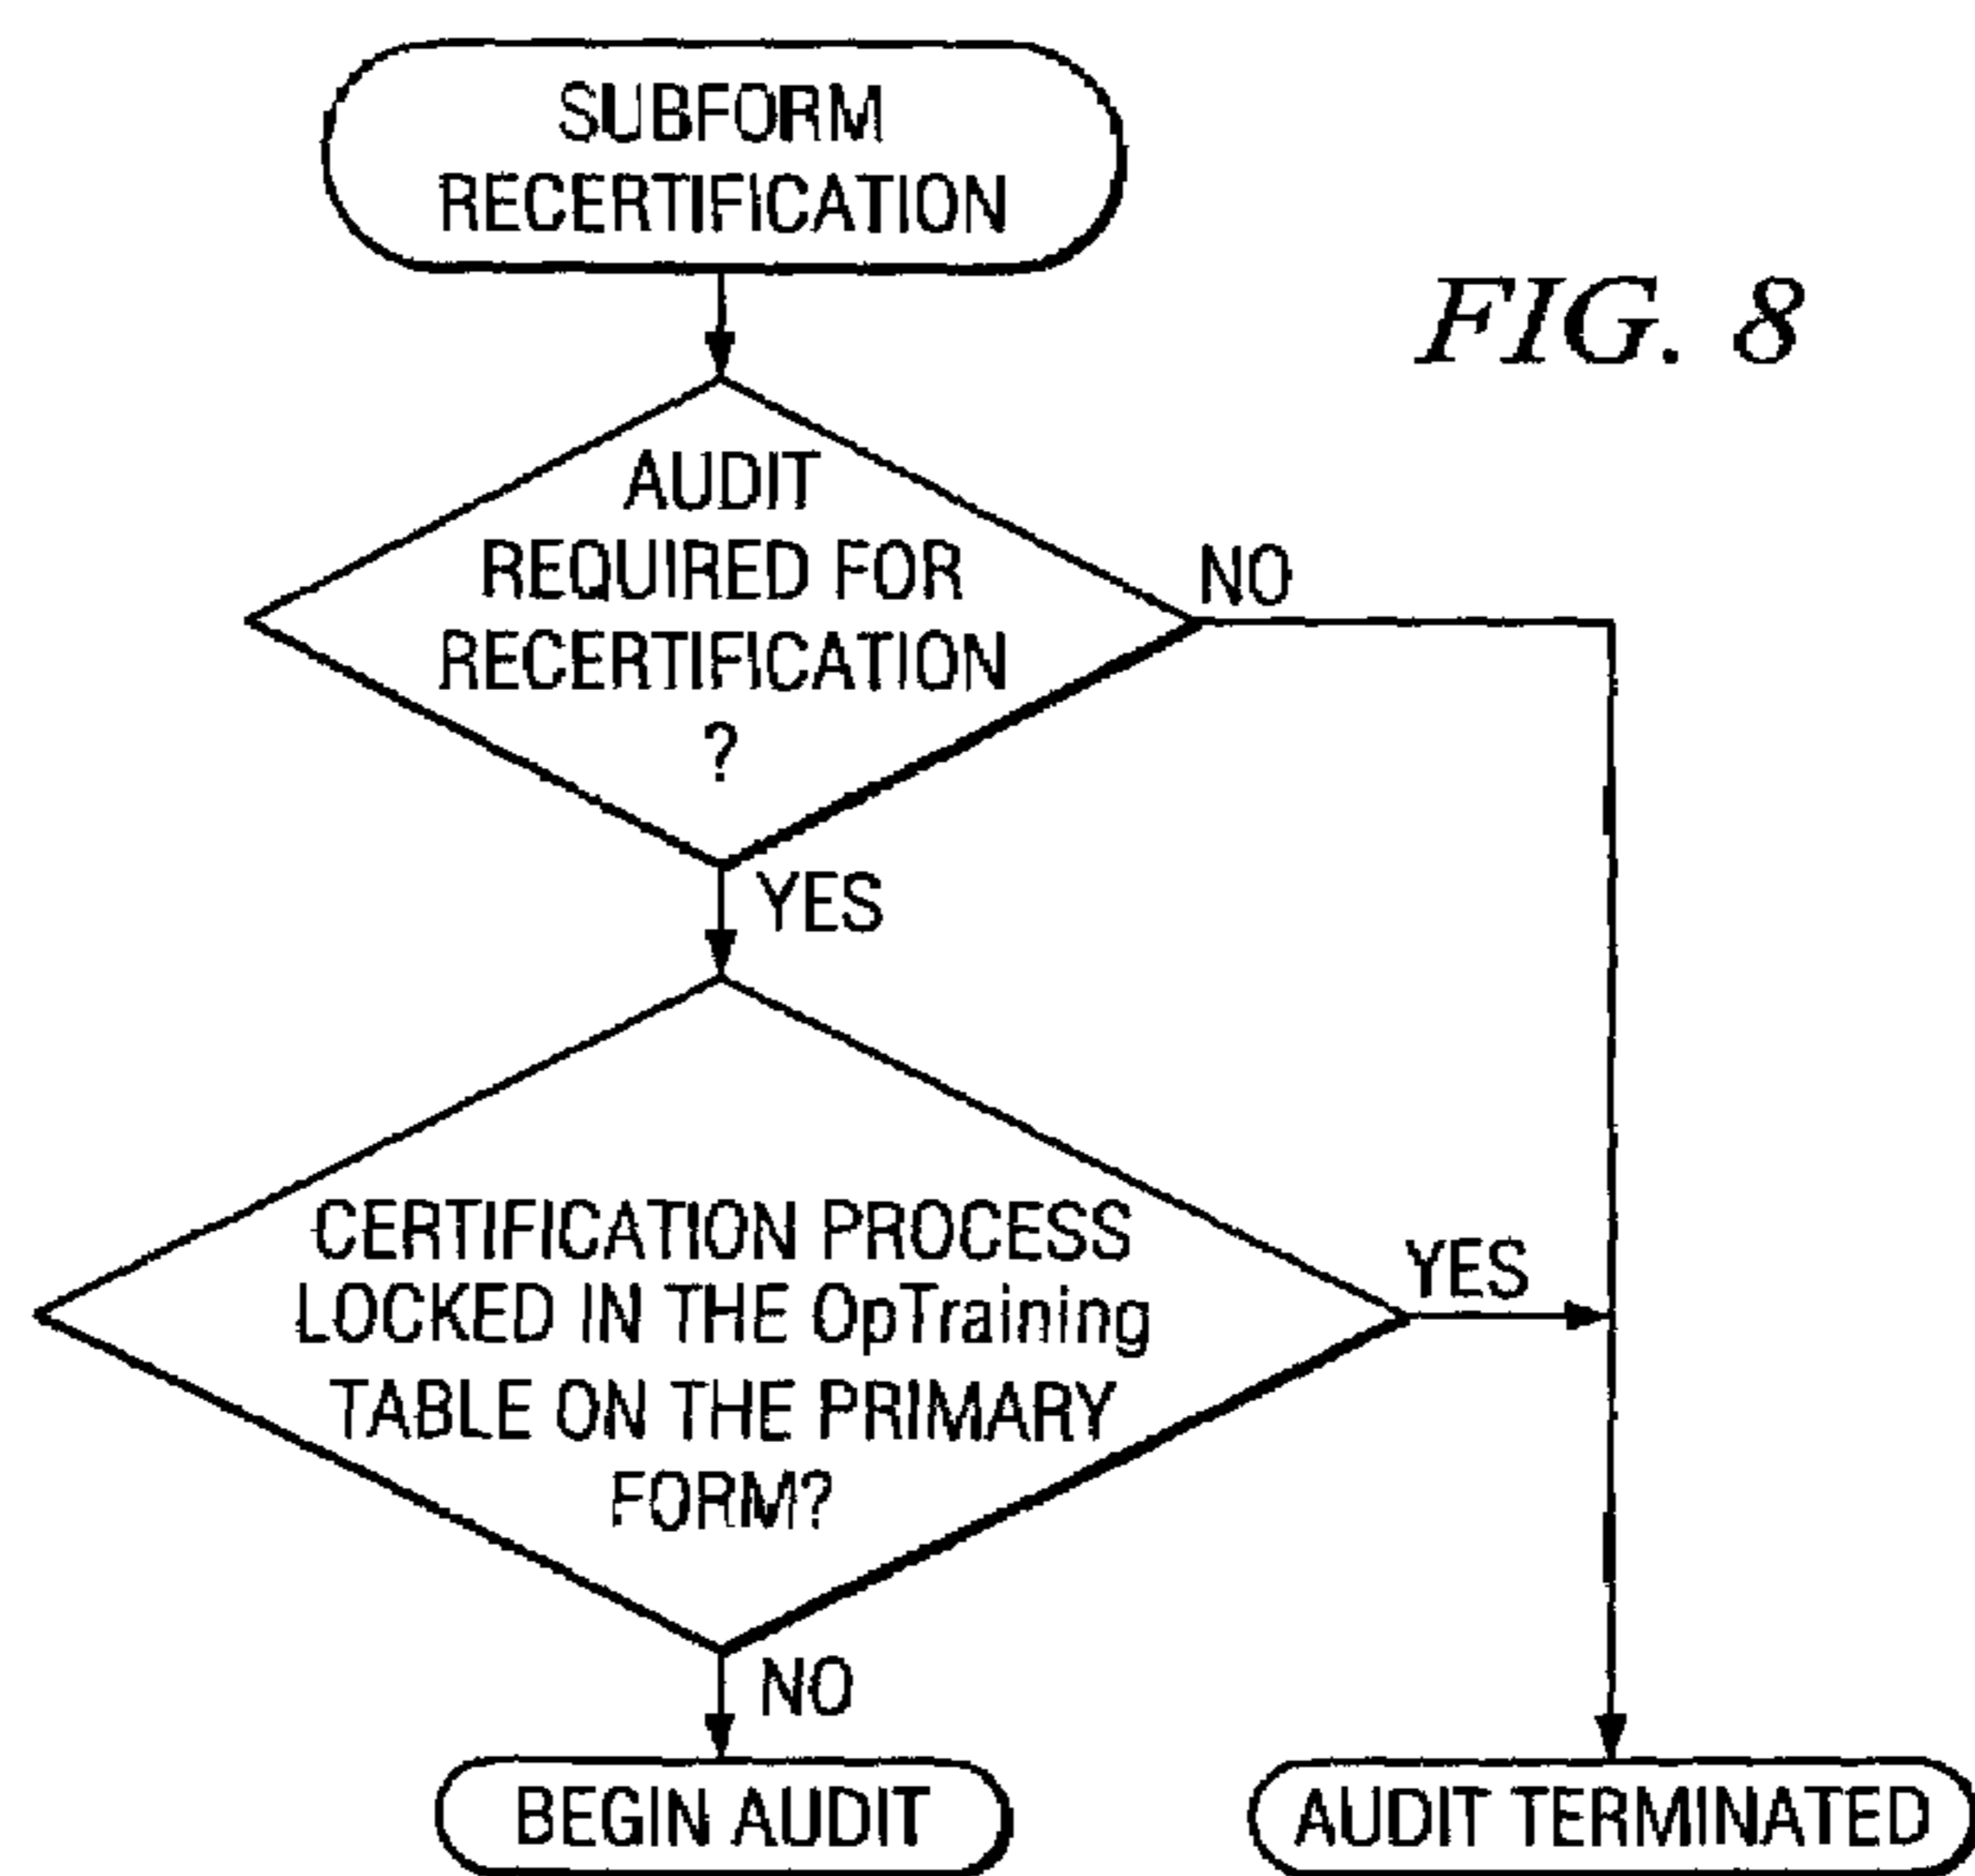 SUBFORM
RECERTIFICATION
FIG. 8
AUDIT
REQUIRED FOR
RECERTIFICATION
?
NO
YES
CERTIFICATION PROCESS
LOCKED IN THE OpTraining
TABLE ON THE PRIMARY
FORM?
YES
NO
BEGIN AUDIT
AUDIT TERMINATED